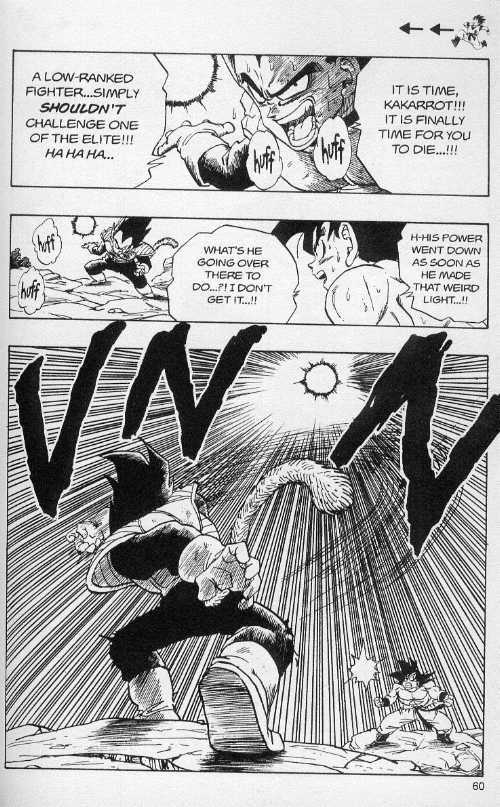 IT IS TIME,
KAKARROT!!!
IT IS FINALLY
TIME FOR YOU
TO DIE...!!!
huff
huff
A LOW-RANKED
FIGHTER...SIMPLY
SHOULDN'T
CHALLENGE ONE
OF THE ELITE!!!
HA HA HA...
H-HIS POWER
WENT DOWN
AS SOON AS
HE MADE
THAT WEIRD
LIGHT...!!
WHAT'S HE
GOING OVER
THERE TO
DO...?! I DON'T
GET IT...!!
huff
huff
VNN
60